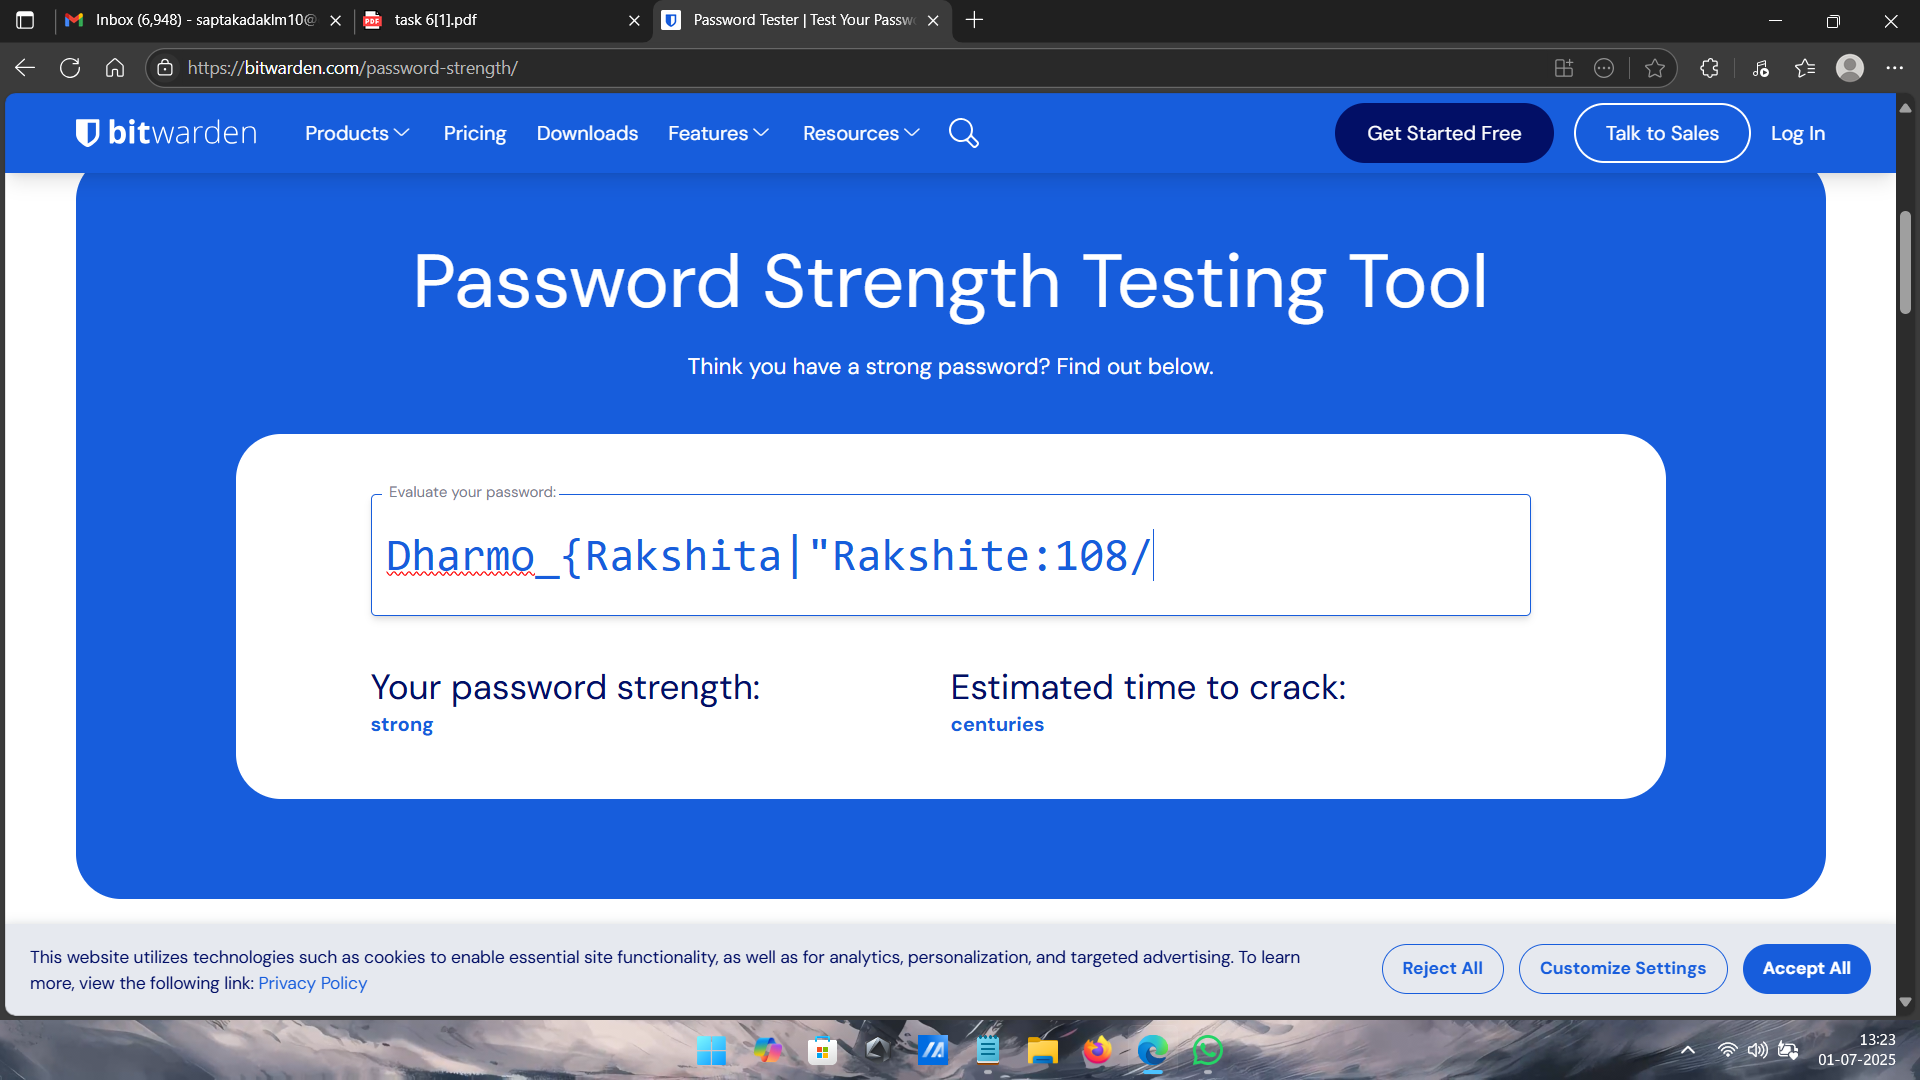 Inbox (6,948) - saptakadaklm10@
task 6[1].pdf
Password Tester | Test Your Passw
https://bitwarden.com/password-strength/
bitwarden
Products
Pricing
Downloads
Features
Resources
Get Started Free
Talk to Sales
Log In
Password Strength Testing Tool
Think you have a strong password? Find out below.
Evaluate your password:
Dharmo_{Rakshita|"Rakshite:108/
Your password strength:
strong
Estimated time to crack:
centuries
This website utilizes technologies such as cookies to enable essential site functionality, as well as for analytics, personalization, and targeted advertising. To learn
more, view the following link: Privacy Policy
Reject All
Customize Settings
Accept All
13:23
01-07-2025